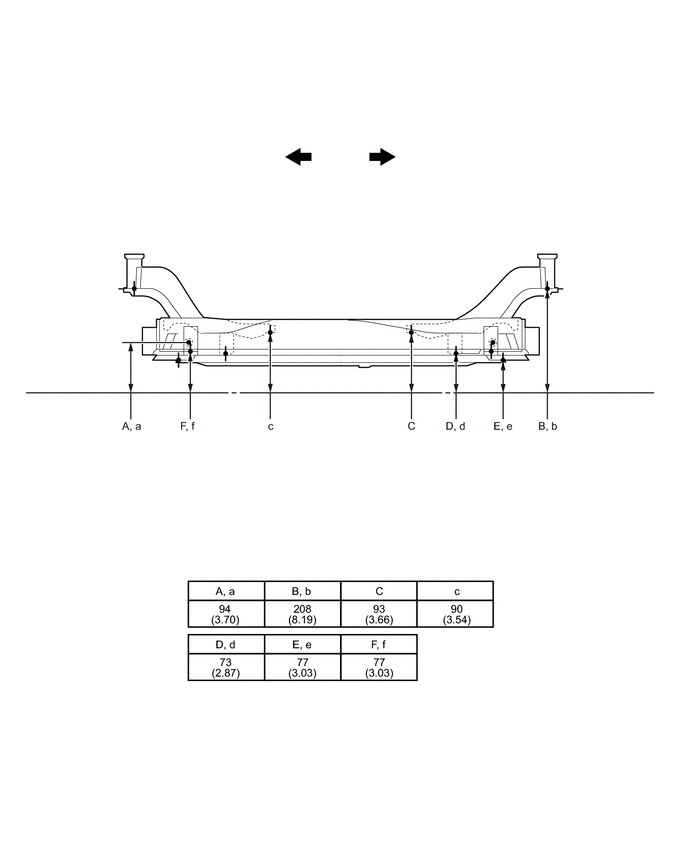 A, a F, f c C D, d E, e B, b
A, a B, b C c
94 208 93 90
(3.70) (8.19) (3.66) (3.54)
D, d E, e F, f
73 77 77
(2.87) (3.03) (3.03)